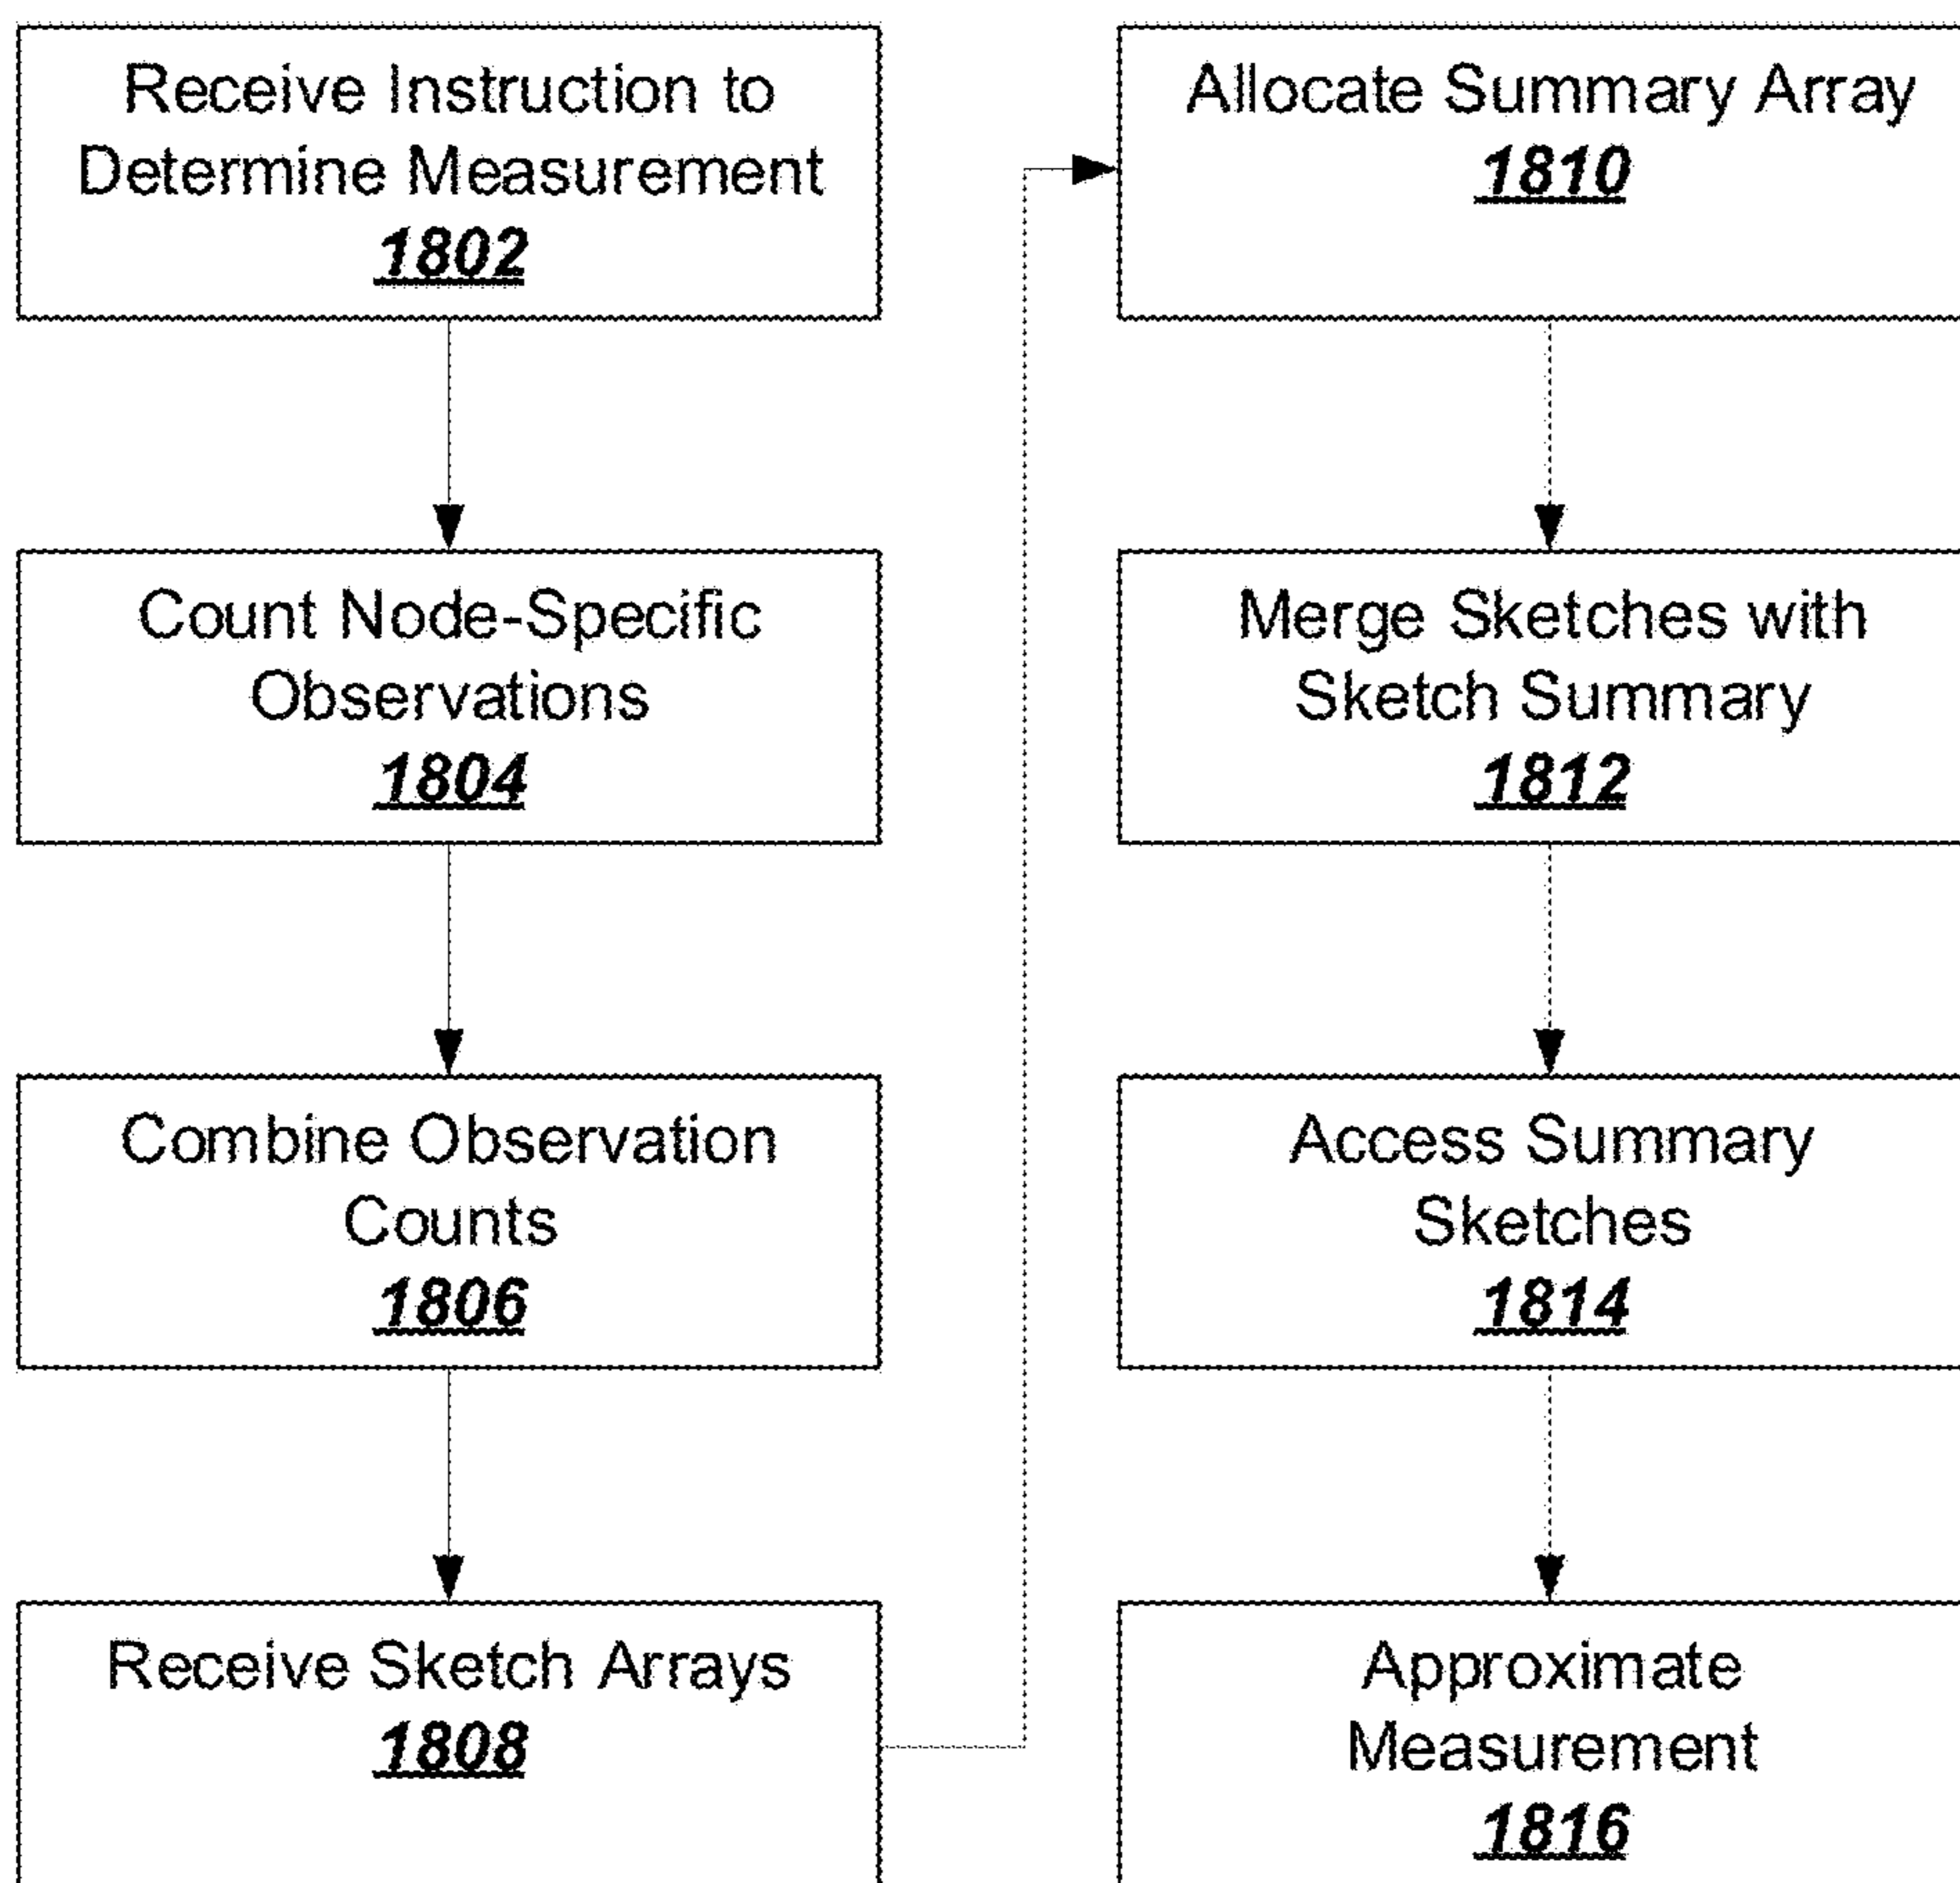 Receive Instruction to
Determine Measurement
1802
Count Node-Specific
Observations
1804
Combine Observation
Counts
1806
Receive Sketch Arrays
1808
Allocate Summary Array
1810
Merge Sketches with
Sketch Summary
1812
Access Summary
Sketches
1814
Approximate
Measurement
1816